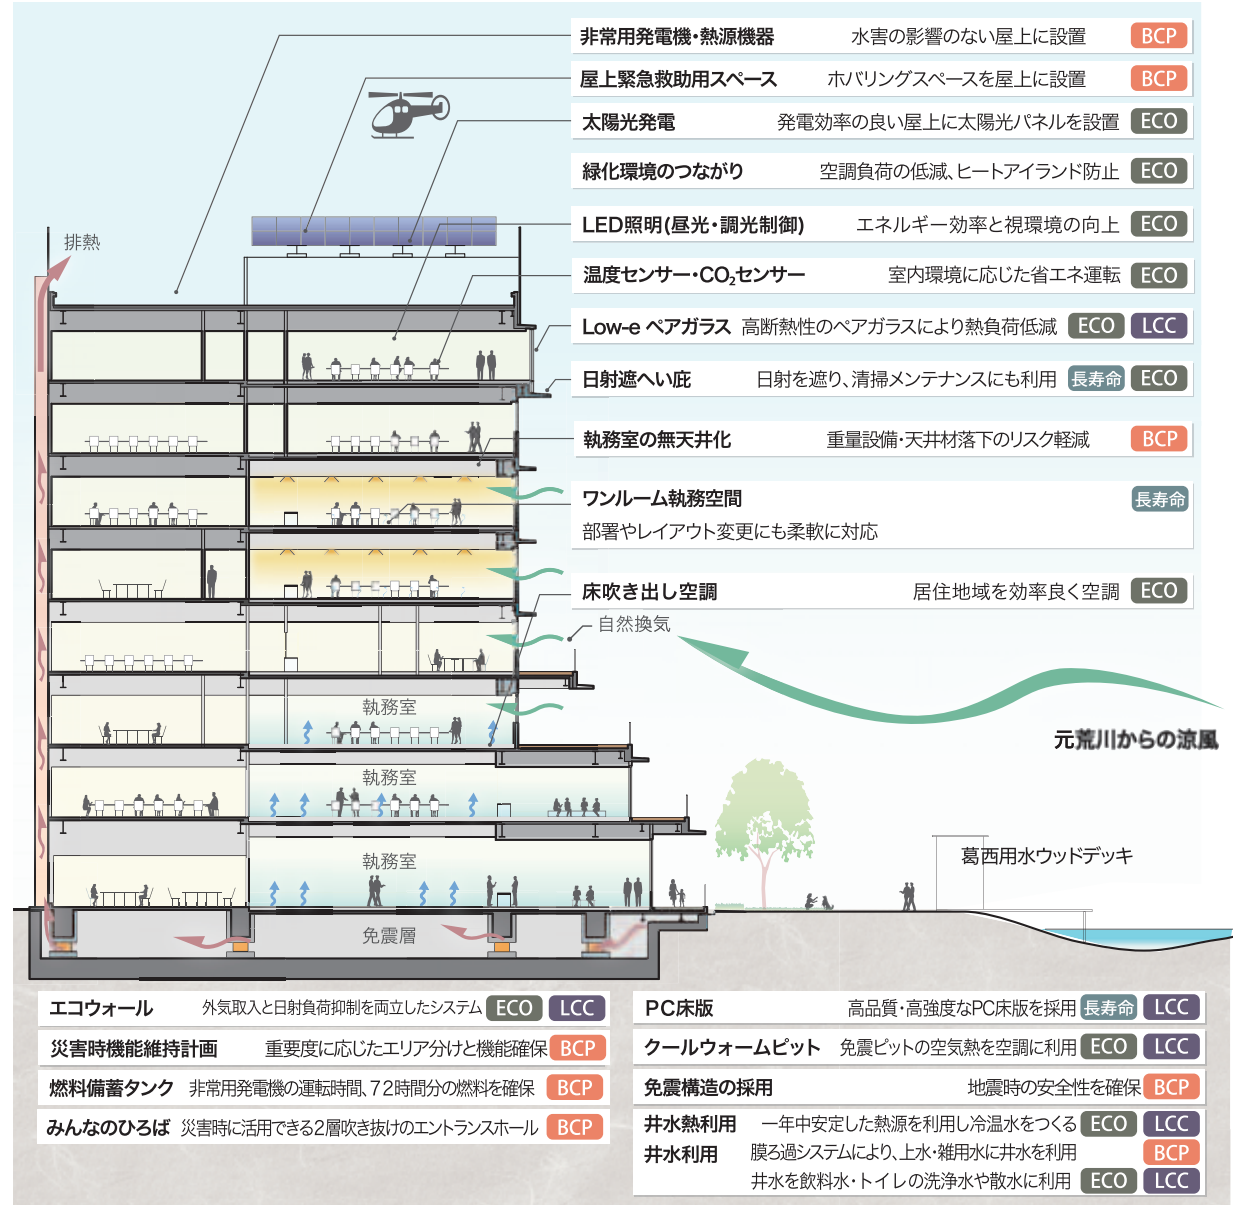 非常用発電機・熱源機器 水害の影響のない屋上に設置 BCP
屋上緊急救助用スペース ホバリングスペースを屋上に設置 BCP
太陽光発電 発電効率の良い屋上に太陽光パネルを設置 ECO
緑化環境のつながり 空調負荷の低減、ヒートアイランド防止 ECO
LED照明(昼光・調光制御) エネルギー効率と視環境の向上 ECO
排熱
温度センサー・CO₂センサー 室内環境に応じた省エネ運転 ECO
Low-e ペアガラス 高断熱性のペアガラスにより熱負荷低減 ECO LCC
日射遮へい庇 日射を遮り、清掃メンテナンスにも利用 長寿命 ECO
執務室の無天井化 重量設備・天井材落下のリスク軽減 BCP
ワンルーム執務空間 長寿命
部署やレイアウト変更にも柔軟に対応
床吹き出し空調 居住地域を効率良く空調 ECO
自然換気
執務室
元荒川からの涼風
執務室
執務室
葛西用水ウッドデッキ
免震層
エコウォール 外気取入と日射負荷抑制を両立したシステム ECO LCC
災害時機能維持計画 重要度に応じたエリア分けと機能確保 BCP
燃料備蓄タンク 非常用発電機の運転時間、72時間分の燃料を確保 BCP
みんなのひろば 災害時に活用できる2層吹き抜けのエントランスホール BCP
PC床版 高品質・高強度なPC床版を採用 長寿命 LCC
クールウォームピット 免震ピットの空気熱を空調に利用 ECO LCC
免震構造の採用 地震時の安全性を確保 BCP
井水熱利用 一年中安定した熱源を利用し冷温水をつくる ECO LCC
井水利用 膜ろ過システムにより、上水・雑用水に井水を利用 BCP
井水を飲料水・トイレの洗浄水や散水に利用 ECO LCC